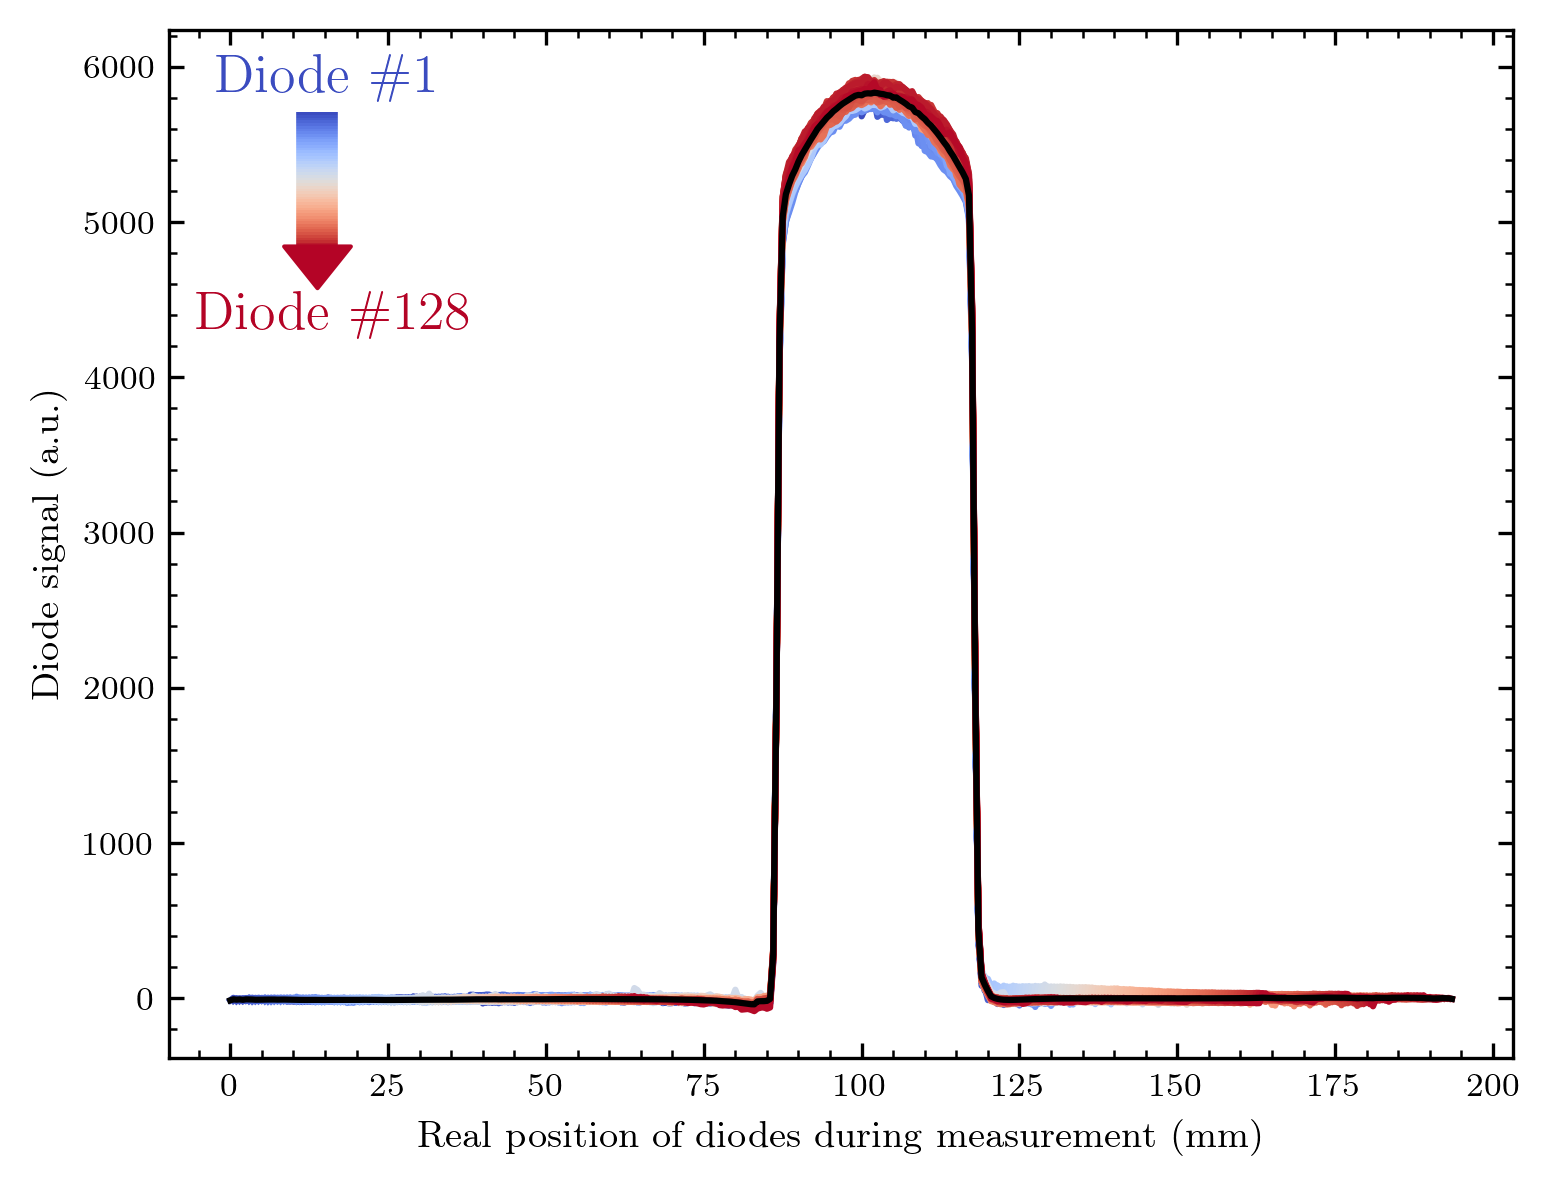 Diode #1
Diode #128
6000
5000
4000
3000
2000
1000
0
Diode signal (a.u.)
0 25 50 75 100 125 150 175 200
Real position of diodes during measurement (mm)